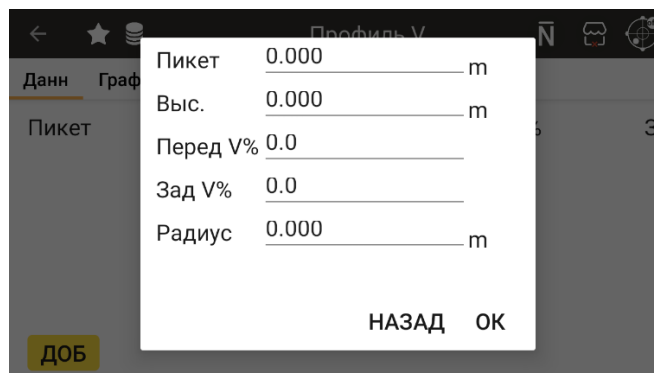 Профиль V
N
Данн Граф
Пикет
%
Пикет 0.000 m
Выс. 0.000 m
Перед V% 0.0
Зад V% 0.0
Радиус 0.000 m
НАЗАД ОК
ДОБ